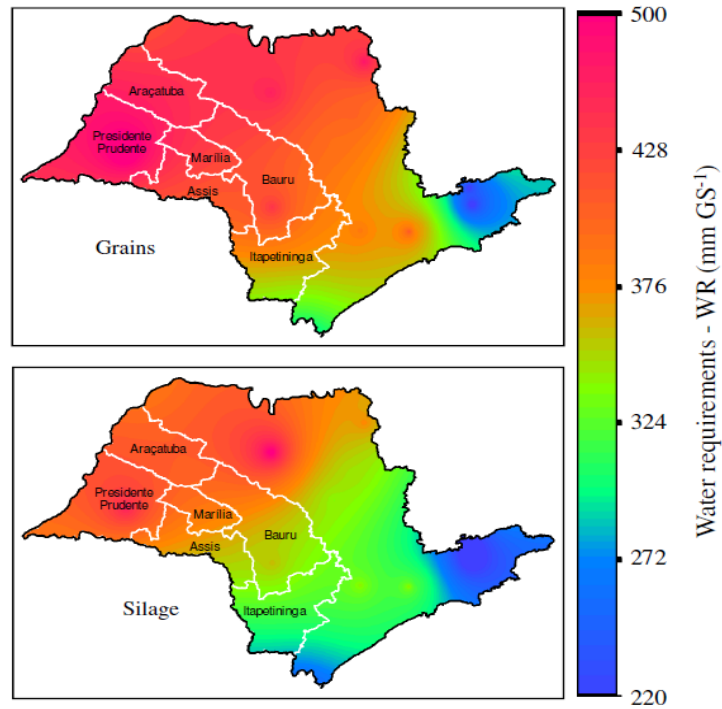 Araçatuba
Presidente
Prudente
Marília
Assis
Bauru
Itapetininga
Grains
Araçatuba
Presidente
Prudente
Marília
Assis
Bauru
Itapetininga
Silage
500
428
376
324
272
220
Water requirements - WR (mm GS-1)